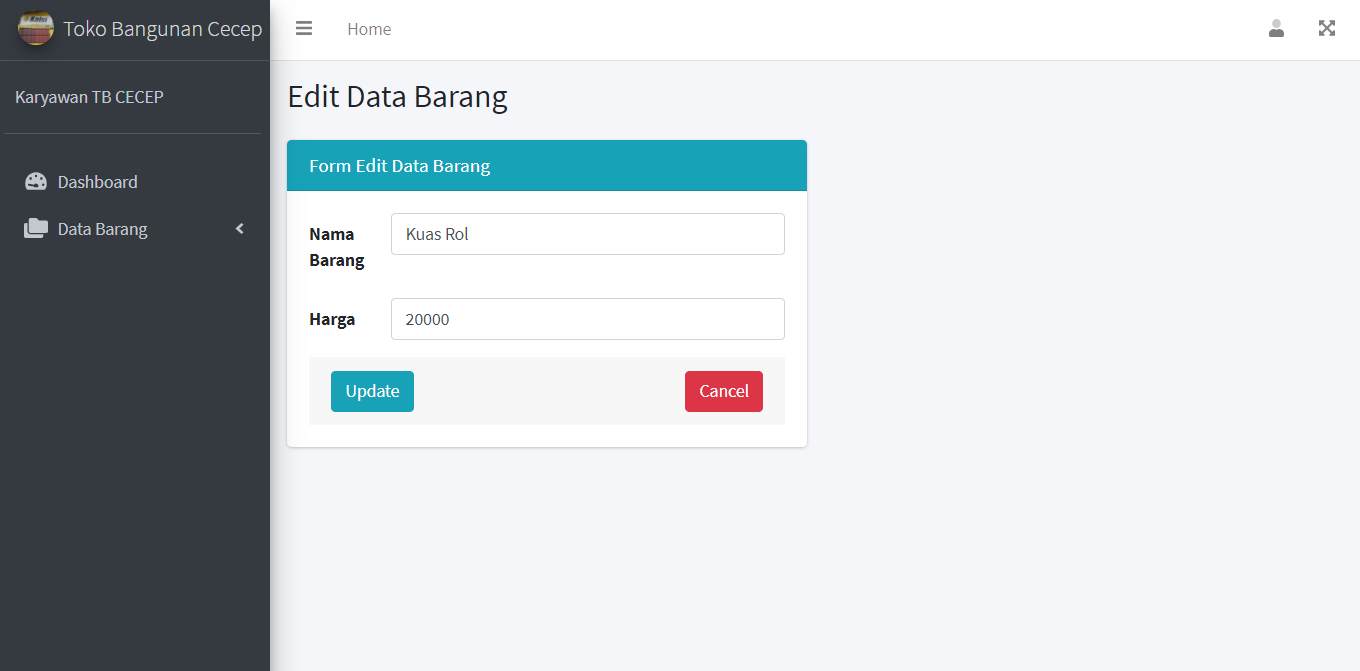 Toko Bangunan Cecep
Home
Karyawan TB CECEP
Dashboard
Data Barang
Edit Data Barang
Form Edit Data Barang
Nama
Barang
Kuas Rol
Harga
20000
Update
Cancel